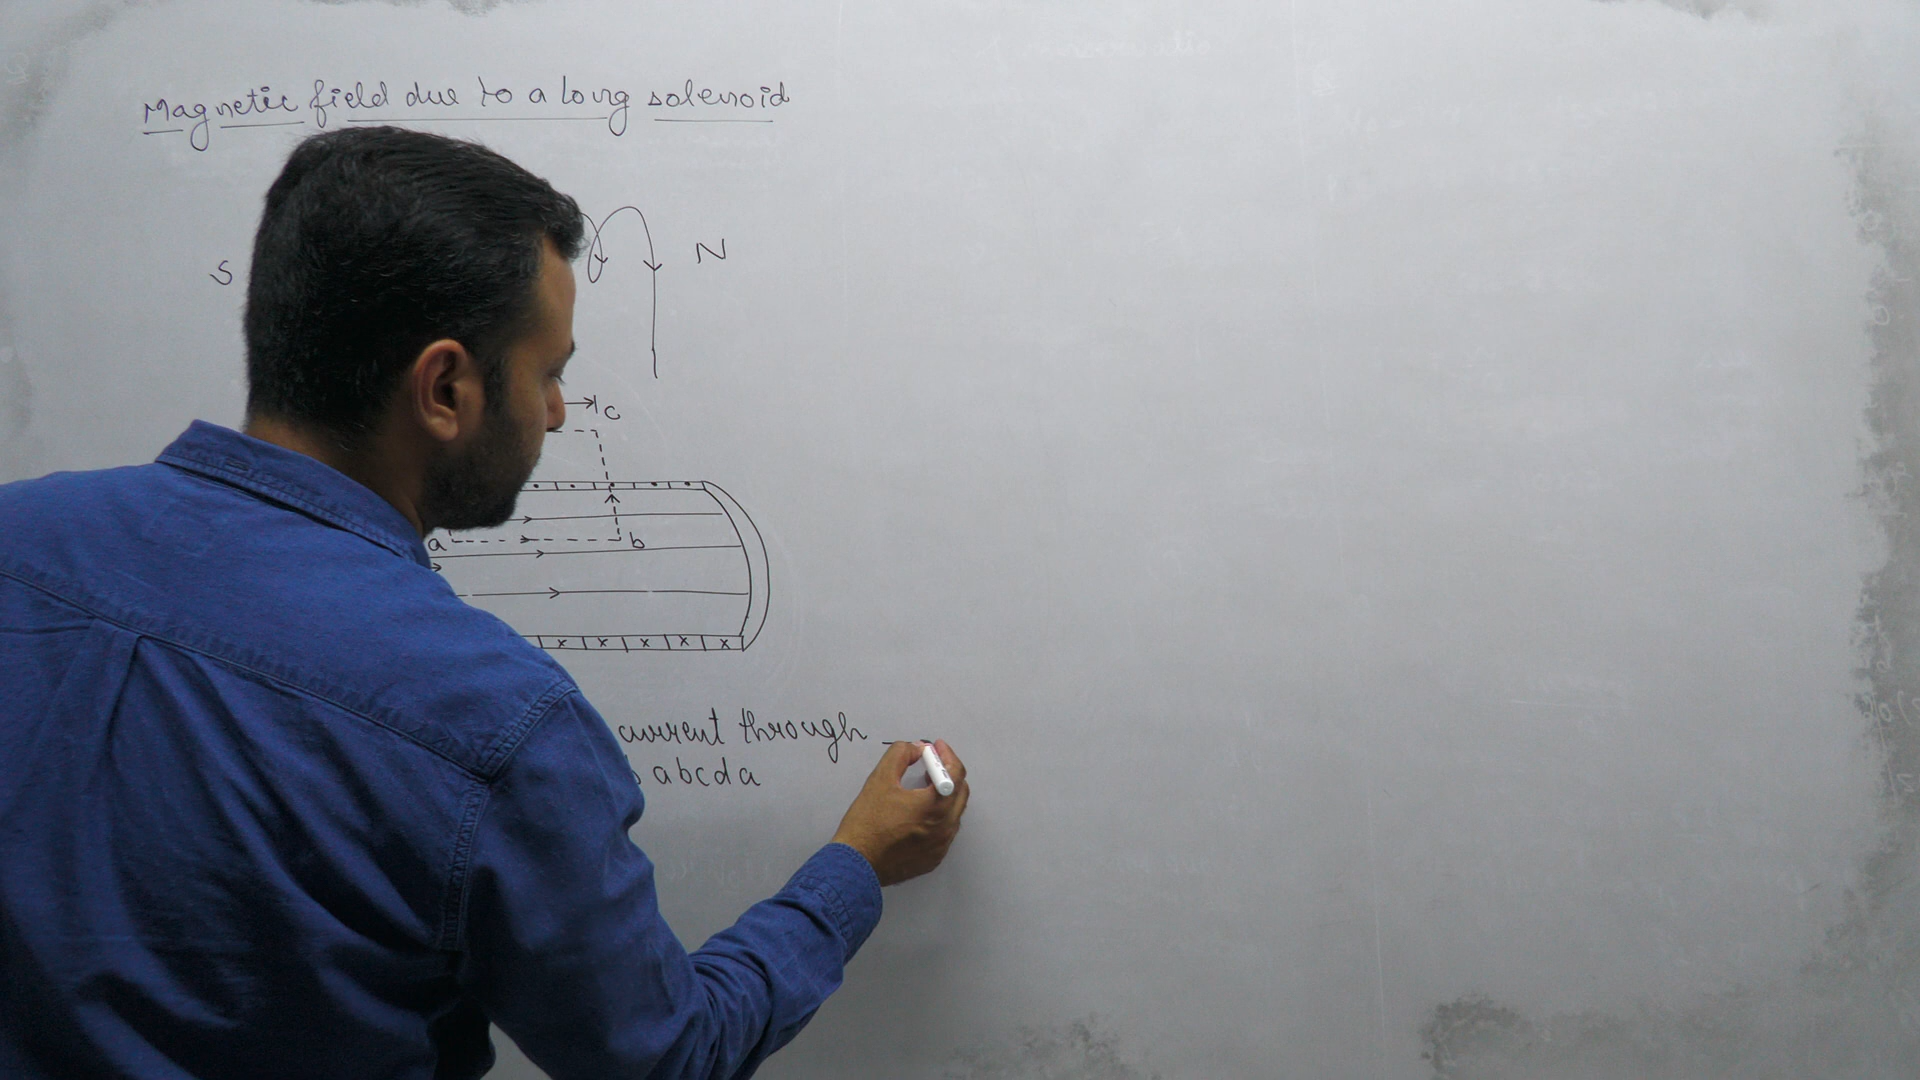 Magnetic field due to a long solenoid
S
N
c
a
b
current through
abcda